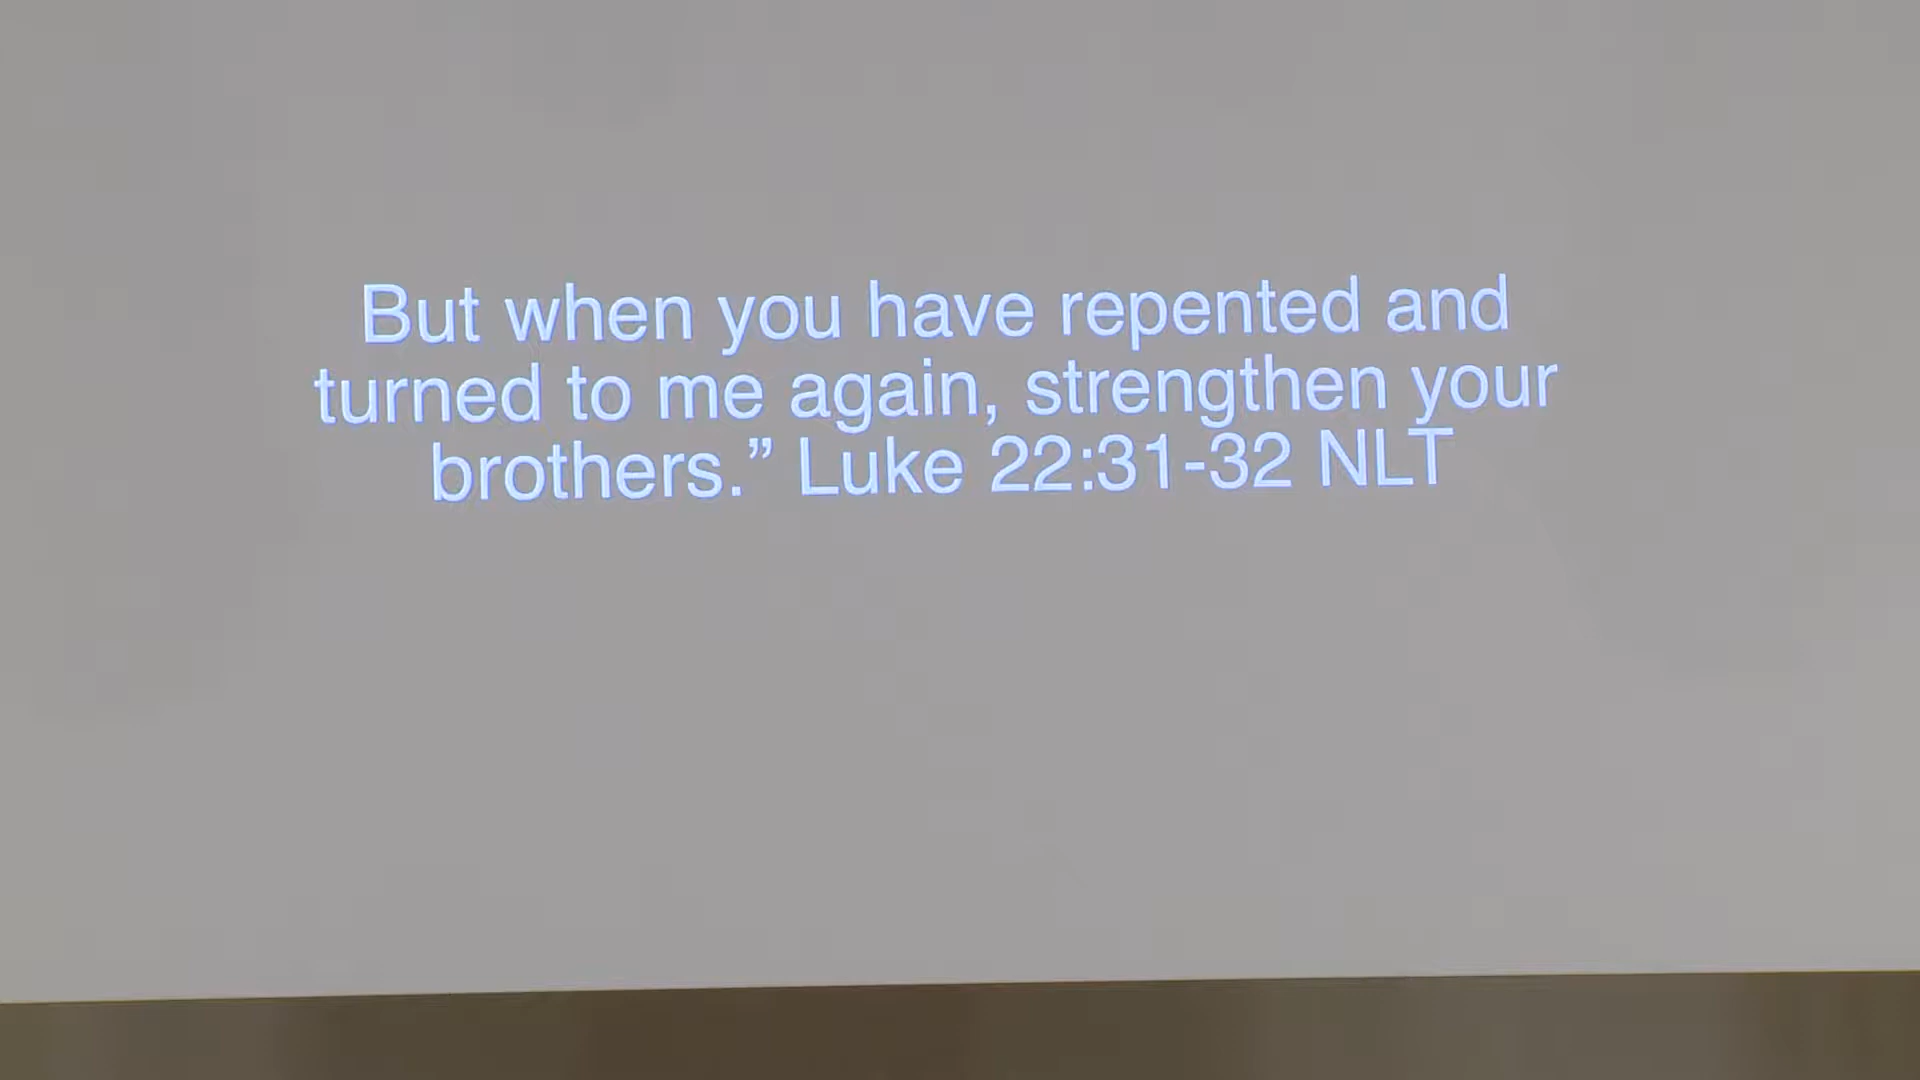 But when you have repented and
turned to me again, strengthen your
brothers.” Luke 22:31-32 NLT